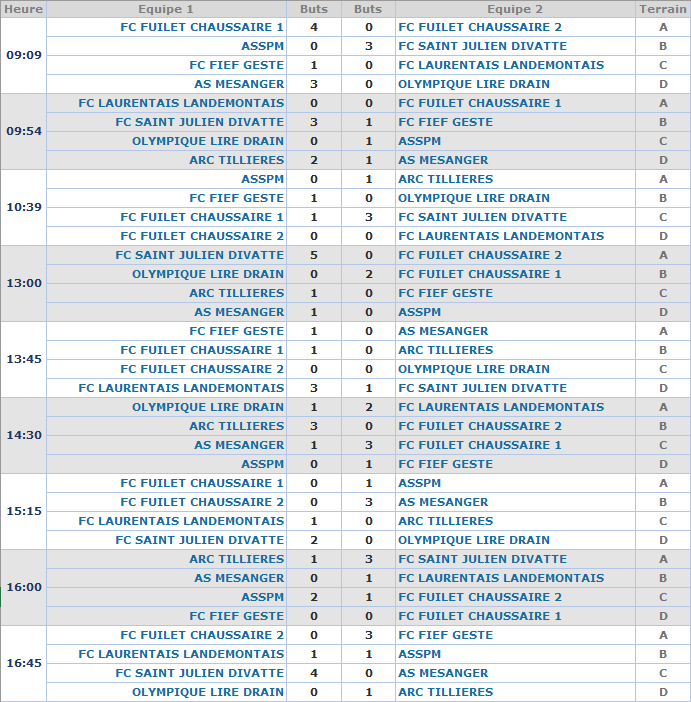 Heure Equipe 1 Buts Buts Equipe 2 Terrain
09:09
FC FUILET CHAUSSAIRE 1 4 0 FC FUILET CHAUSSAIRE 2 A
ASSPM 0 3 FC SAINT JULIEN DIVATTE B
FC FIEF GESTE 1 0 FC LAURENTAIS LANDEMONTAIS C
AS MESANGER 3 0 OLYMPIQUE LIRE DRAIN D
09:54
FC LAURENTAIS LANDEMONTAIS 0 0 FC FUILET CHAUSSAIRE 1 A
FC SAINT JULIEN DIVATTE 3 1 FC FIEF GESTE B
OLYMPIQUE LIRE DRAIN 0 1 ASSPM C
ARC TILLIERES 2 1 AS MESANGER D
10:39
ASSPM 0 1 ARC TILLIERES A
FC FIEF GESTE 1 0 OLYMPIQUE LIRE DRAIN B
FC FUILET CHAUSSAIRE 1 1 3 FC SAINT JULIEN DIVATTE C
FC FUILET CHAUSSAIRE 2 0 0 FC LAURENTAIS LANDEMONTAIS D
13:00
FC SAINT JULIEN DIVATTE 5 0 FC FUILET CHAUSSAIRE 2 A
OLYMPIQUE LIRE DRAIN 0 2 FC FUILET CHAUSSAIRE 1 B
ARC TILLIERES 1 0 FC FIEF GESTE C
AS MESANGER 1 0 ASSPM D
13:45
FC FIEF GESTE 1 0 AS MESANGER A
FC FUILET CHAUSSAIRE 1 1 0 ARC TILLIERES B
FC FUILET CHAUSSAIRE 2 0 0 OLYMPIQUE LIRE DRAIN C
FC LAURENTAIS LANDEMONTAIS 3 1 FC SAINT JULIEN DIVATTE D
14:30
OLYMPIQUE LIRE DRAIN 1 2 FC LAURENTAIS LANDEMONTAIS A
ARC TILLIERES 3 0 FC FUILET CHAUSSAIRE 2 B
AS MESANGER 1 3 FC FUILET CHAUSSAIRE 1 C
ASSPM 0 1 FC FIEF GESTE D
15:15
FC FUILET CHAUSSAIRE 1 0 1 ASSPM A
FC FUILET CHAUSSAIRE 2 0 3 AS MESANGER B
FC LAURENTAIS LANDEMONTAIS 1 0 ARC TILLIERES C
FC SAINT JULIEN DIVATTE 2 0 OLYMPIQUE LIRE DRAIN D
16:00
ARC TILLIERES 1 3 FC SAINT JULIEN DIVATTE A
AS MESANGER 0 1 FC LAURENTAIS LANDEMONTAIS B
ASSPM 2 1 FC FUILET CHAUSSAIRE 2 C
FC FIEF GESTE 0 0 FC FUILET CHAUSSAIRE 1 D
16:45
FC FUILET CHAUSSAIRE 2 0 3 FC FIEF GESTE A
FC LAURENTAIS LANDEMONTAIS 1 1 ASSPM B
FC SAINT JULIEN DIVATTE 4 0 AS MESANGER C
OLYMPIQUE LIRE DRAIN 0 1 ARC TILLIERES D